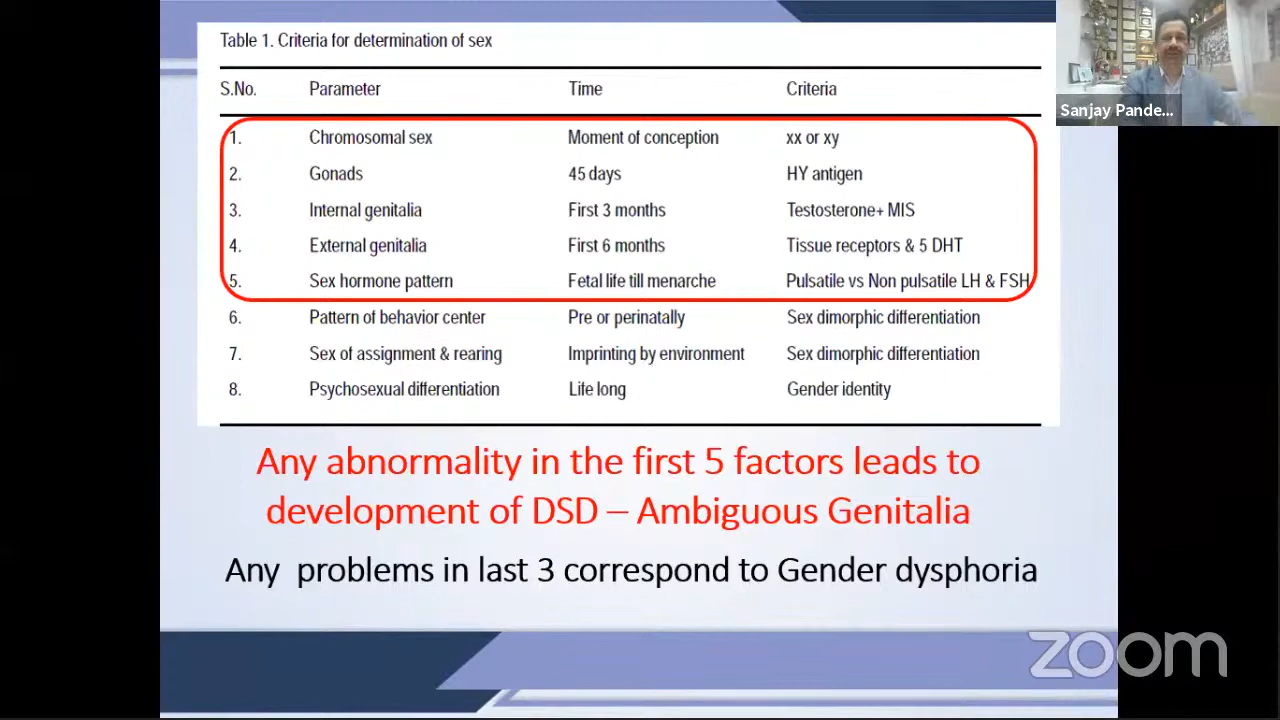 Table 1. Criteria for determination of sex
S.No. Parameter Time Criteria
1. Chromosomal sex Moment of conception xx or xy
2. Gonads 45 days HY antigen
3. Internal genitalia First 3 months Testosterone+ MIS
4. External genitalia First 6 months Tissue receptors & 5 DHT
5. Sex hormone pattern Fetal life till menarche Pulsatile vs Non pulsatile LH & FSH
6. Pattern of behavior center Pre or perinatally Sex dimorphic differentiation
7. Sex of assignment & rearing Imprinting by environment Sex dimorphic differentiation
8. Psychosexual differentiation Life long Gender identity
Any abnormality in the first 5 factors leads to
development of DSD – Ambiguous Genitalia
Any problems in last 3 correspond to Gender dysphoria
Sanjay Pande...
zoom